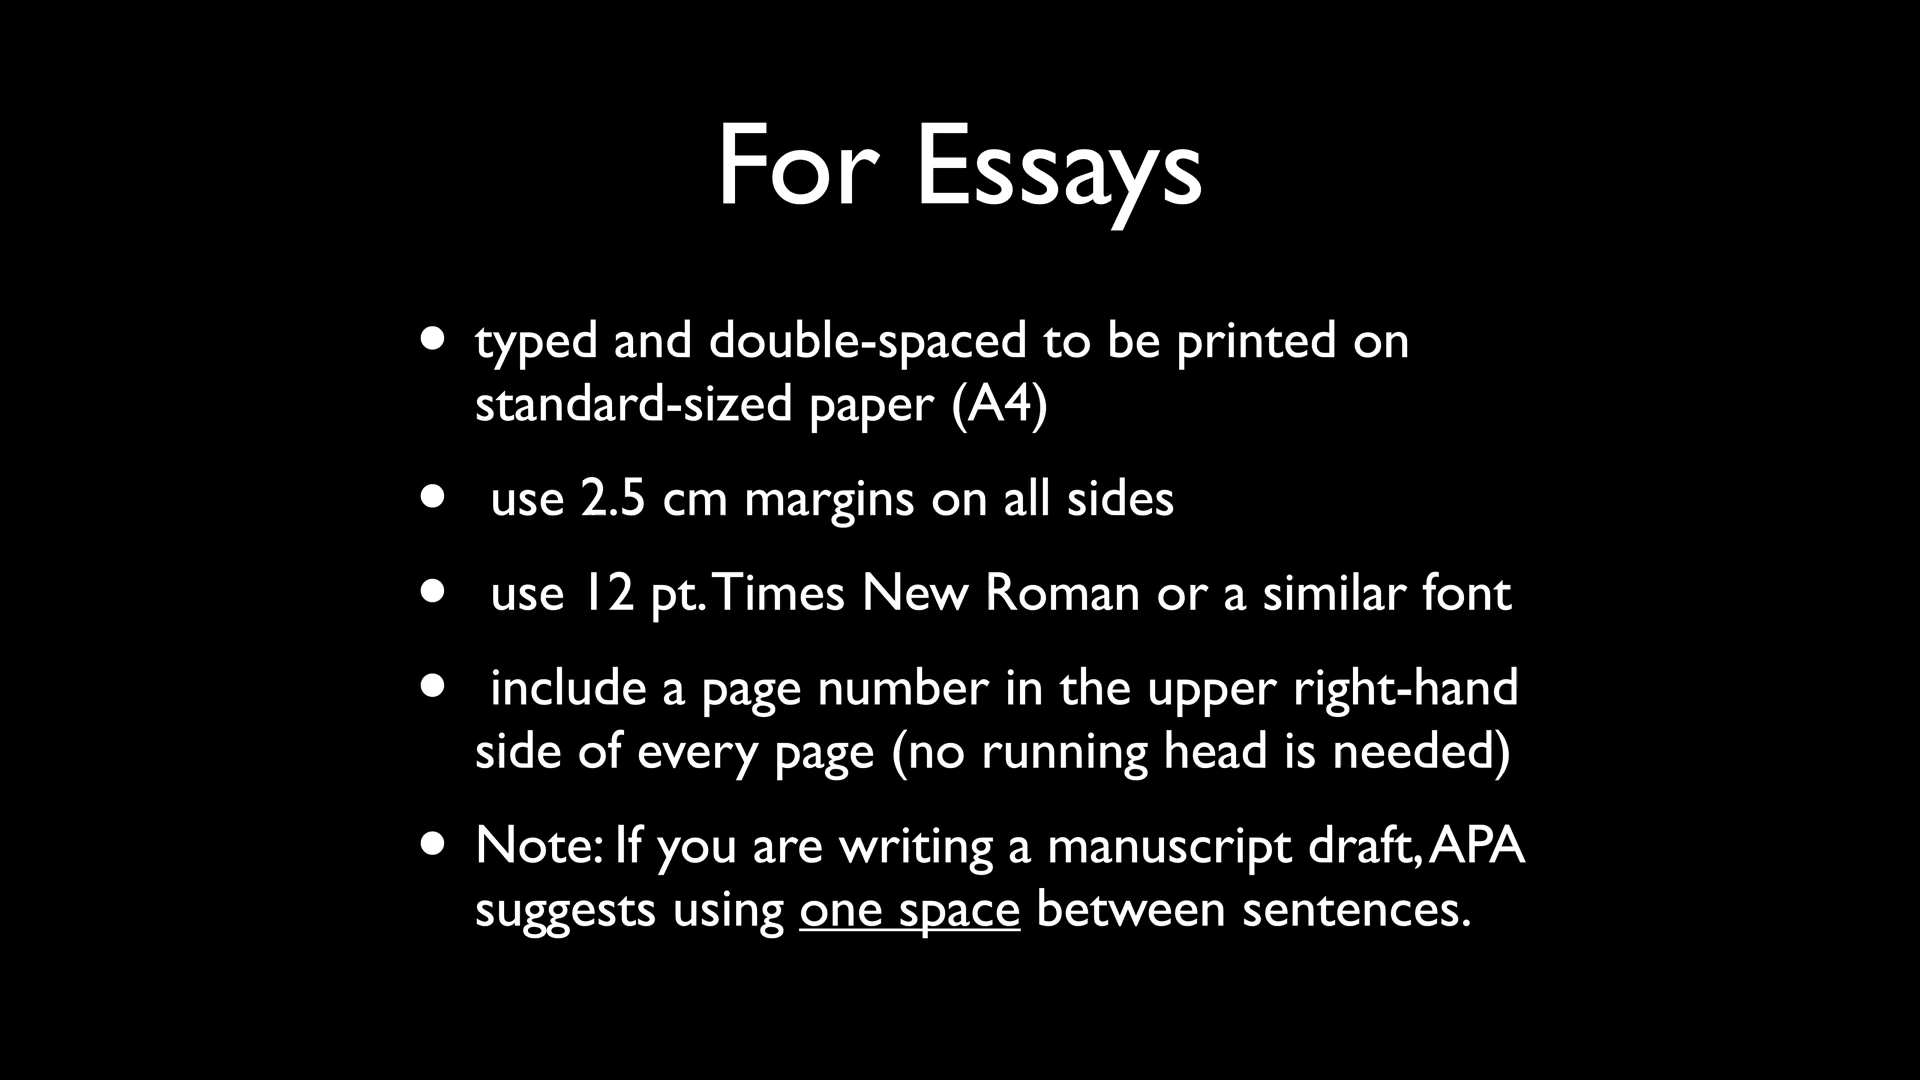 For Essays
• typed and double-spaced to be printed on
standard-sized paper (A4)
• use 2.5 cm margins on all sides
• use 12 pt. Times New Roman or a similar font
• include a page number in the upper right-hand
side of every page (no running head is needed)
• Note: If you are writing a manuscript draft, APA
suggests using one space between sentences.